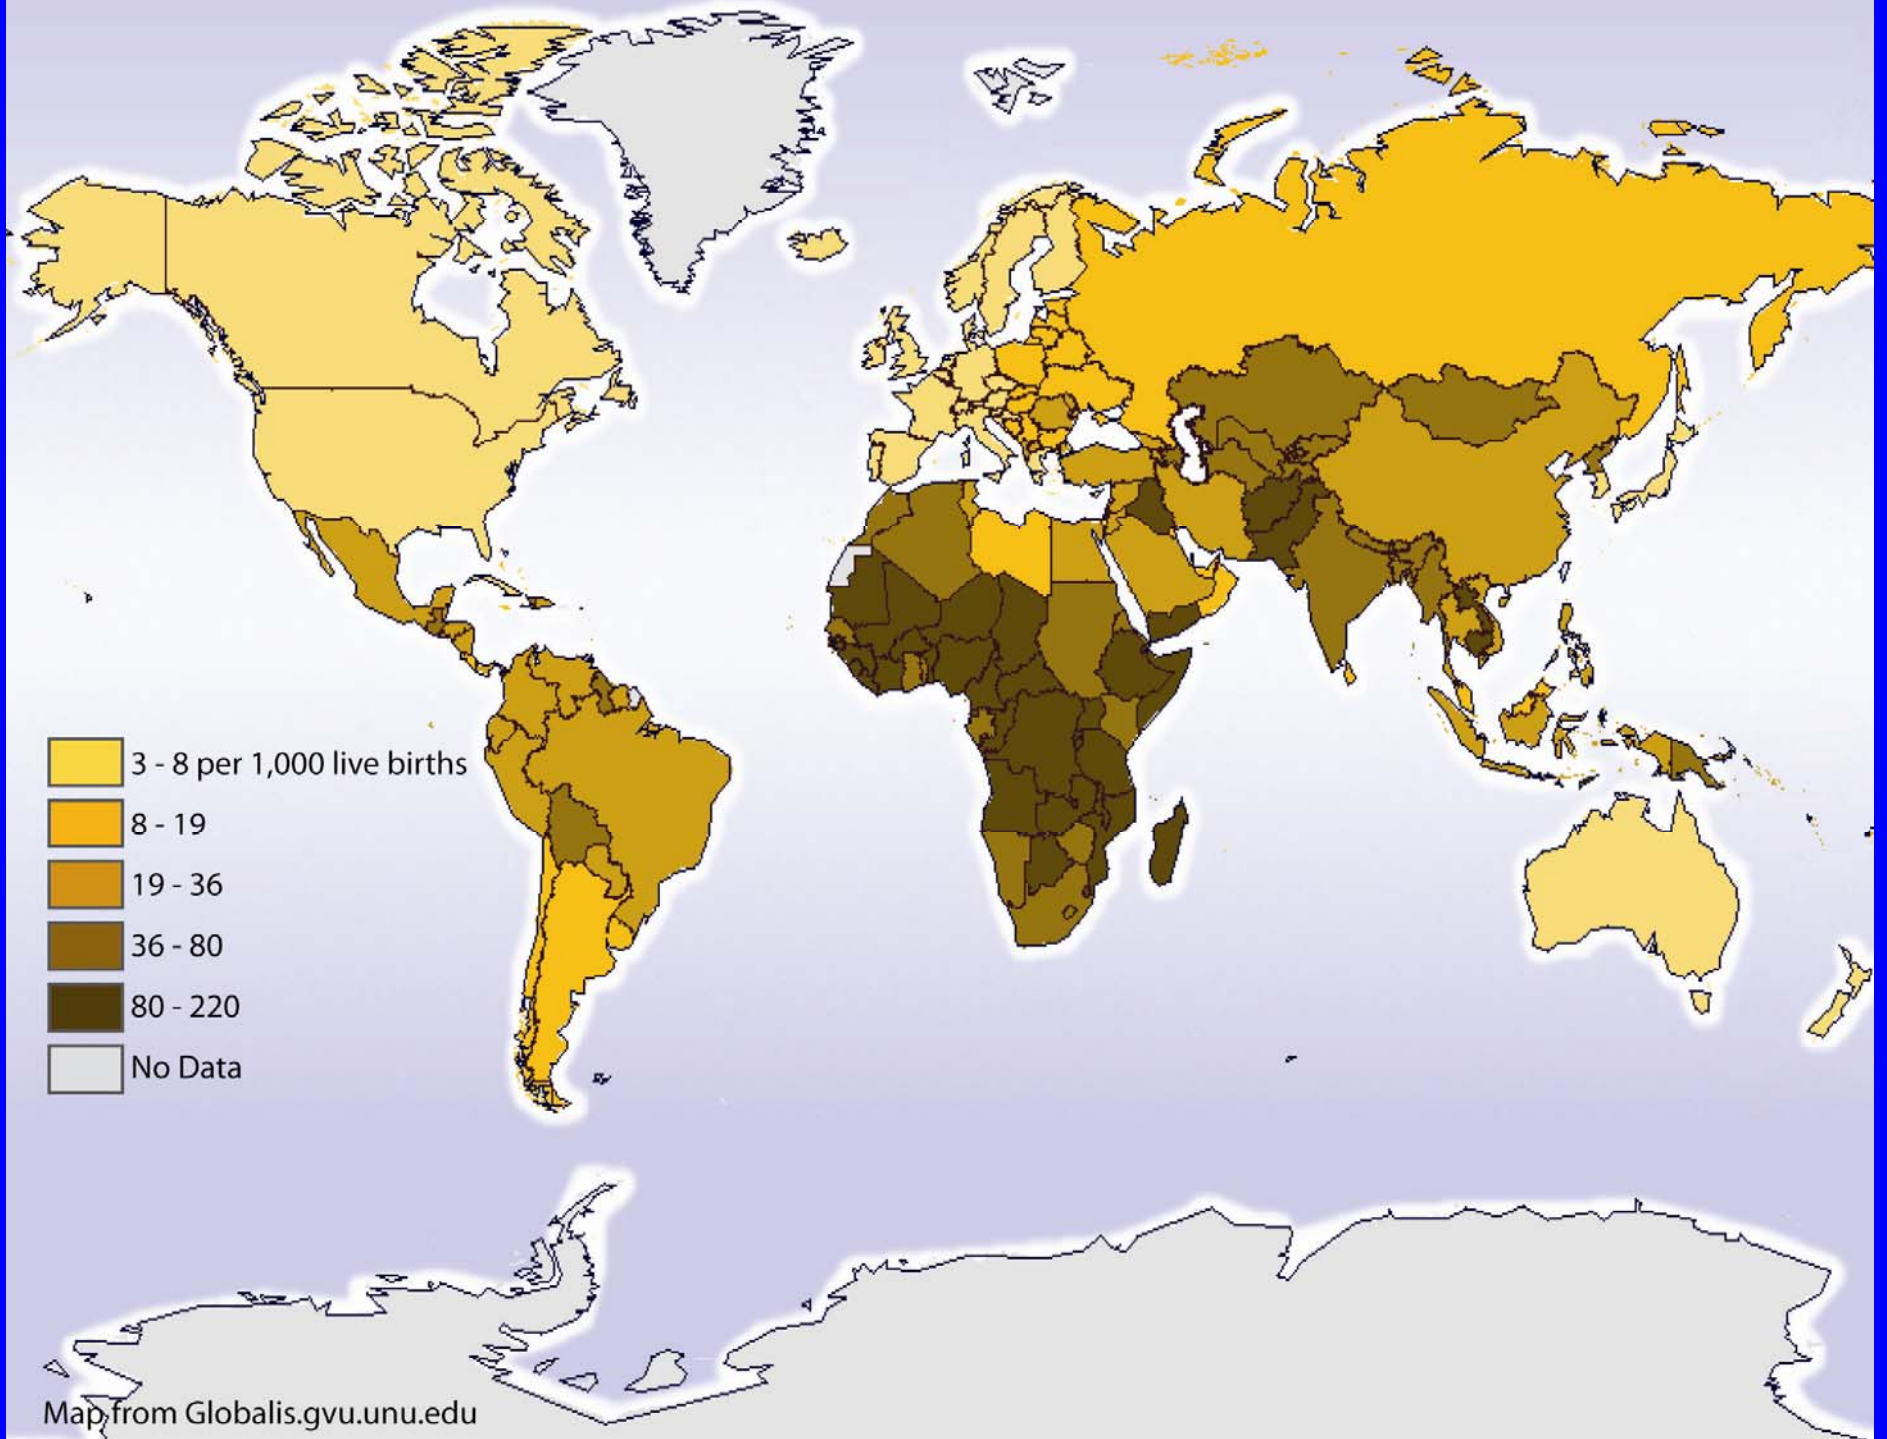 3 - 8 per 1,000 live births
8 - 19
19 - 36
36 - 80
80 - 220
No Data
Map from Globalis.gvu.unu.edu